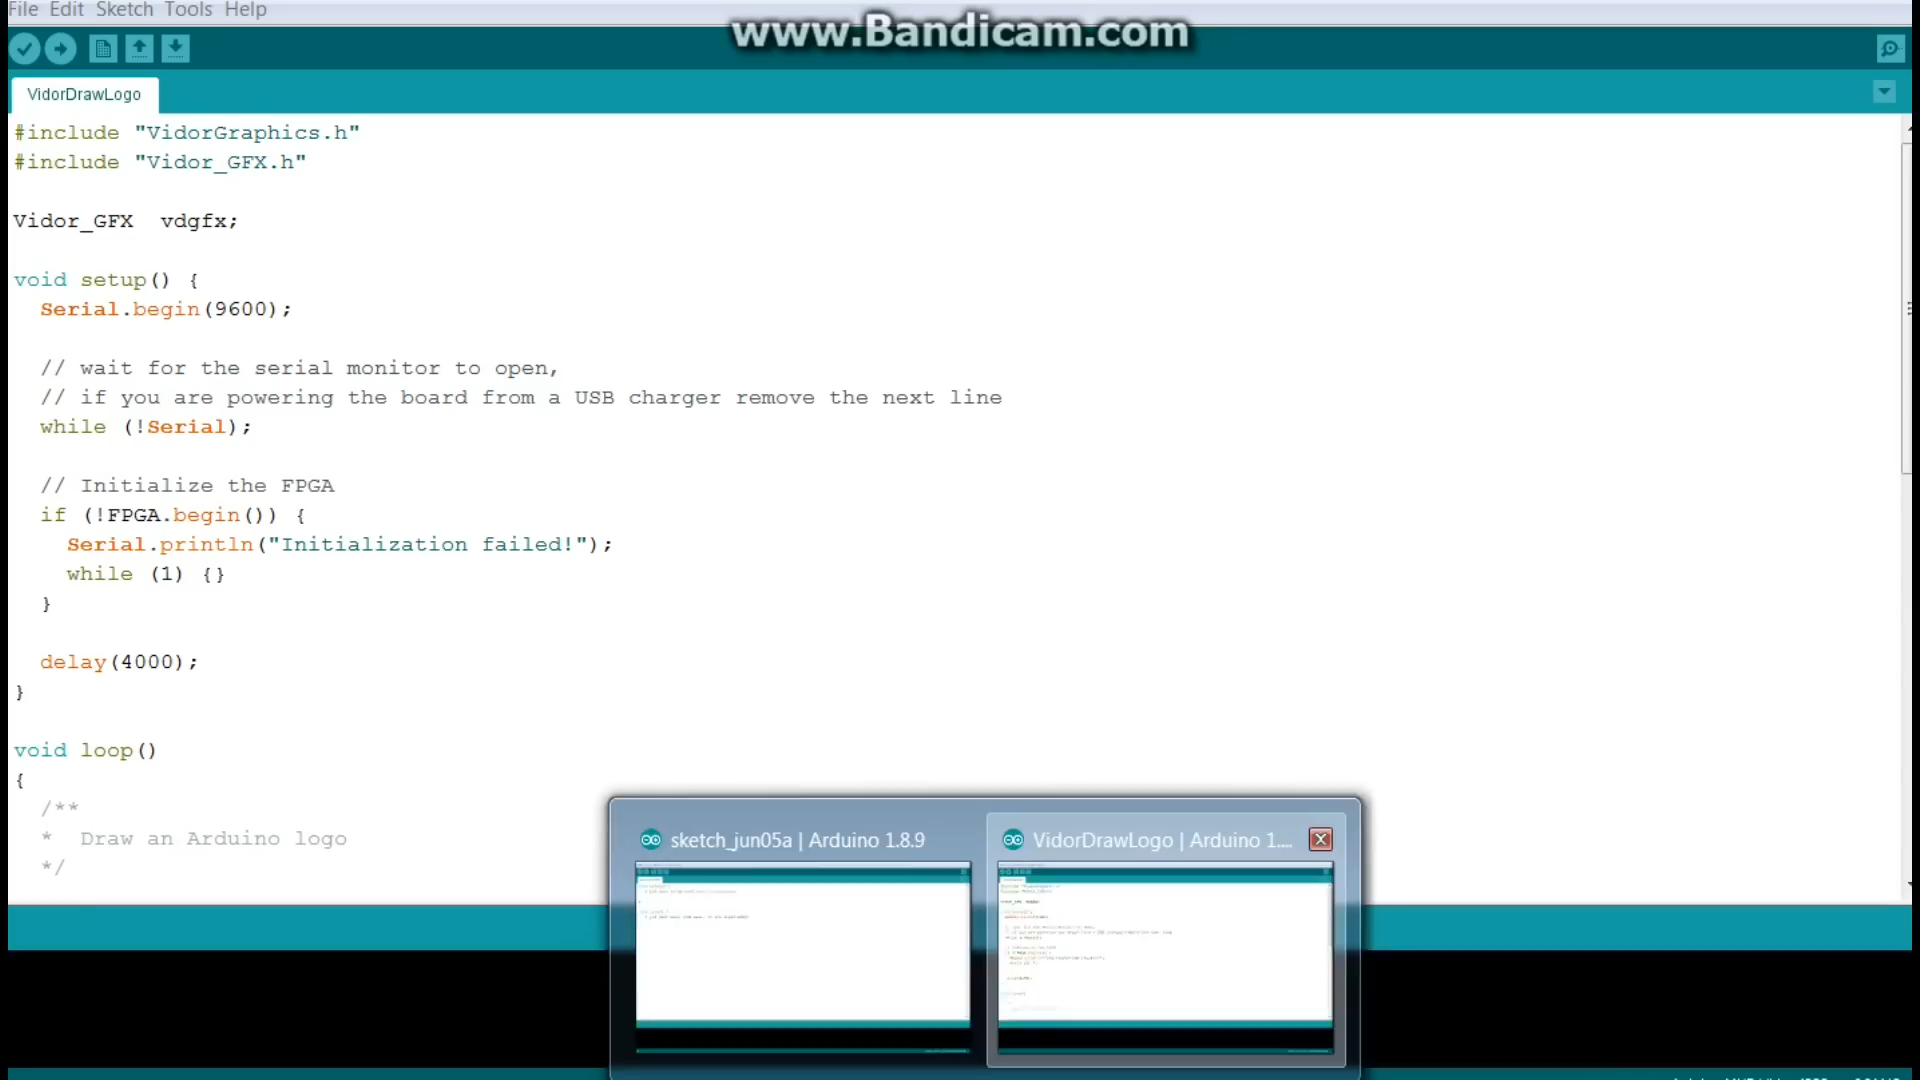 File Edit Sketch Tools Help
www.Bandicam.com
VidorDrawLogo
#include "VidorGraphics.h"
#include "Vidor_GFX.h"
Vidor_GFX  vdgfx;
void setup() {
  Serial.begin(9600);
  // wait for the serial monitor to open,
  // if you are powering the board from a USB charger remove the next line
  while (!Serial);
  // Initialize the FPGA
  if (!FPGA.begin()) {
    Serial.println("Initialization failed!");
    while (1) {}
  }
  delay(4000);
}
void loop()
{
  /**
  *  Draw an Arduino logo
  */
sketch_jun05a | Arduino 1.8.9
VidorDrawLogo | Arduino 1....